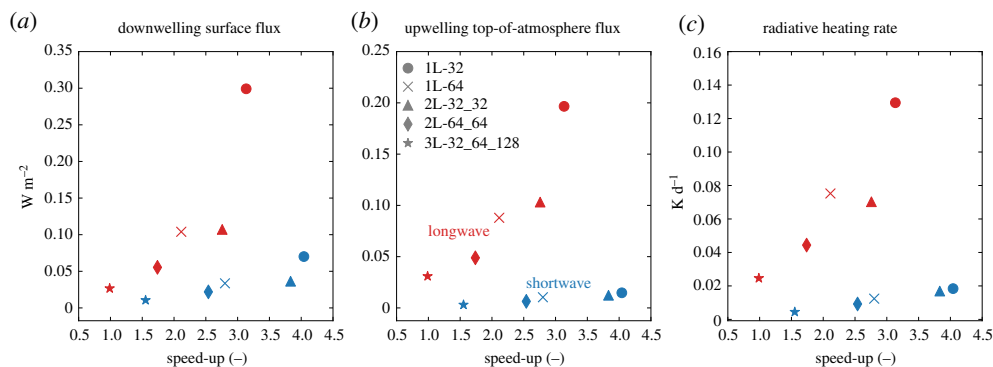 (a) downwelling surface flux
W m⁻²
0.35
0.30
0.25
0.20
0.15
0.10
0.05
0
0.5 1.0 1.5 2.0 2.5 3.0 3.5 4.0 4.5
speed-up (–)
(b) upwelling top-of-atmosphere flux
0.25
0.20
0.15
0.10
0.05
0
1L-32
1L-64
2L-32_32
2L-64_64
3L-32_64_128
longwave
shortwave
0.5 1.0 1.5 2.0 2.5 3.0 3.5 4.0 4.5
speed-up (–)
(c) radiative heating rate
K d⁻¹
0.16
0.14
0.12
0.10
0.08
0.06
0.04
0.02
0
0.5 1.0 1.5 2.0 2.5 3.0 3.5 4.0 4.5
speed-up (–)